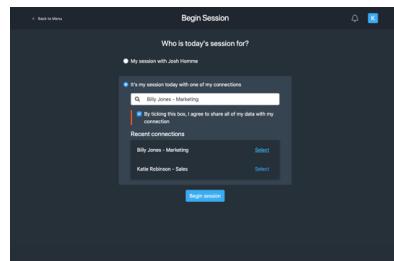 < Back to Menu
Begin Session
K
Who is today's session for?
My session with Josh Homme
It's my session today with one of my connections
Billy Jones - Marketing
By ticking this box, I agree to share all of my data with my
connection
Recent connections
Billy Jones - Marketing
Select
Katie Robinson - Sales
Select
Begin session